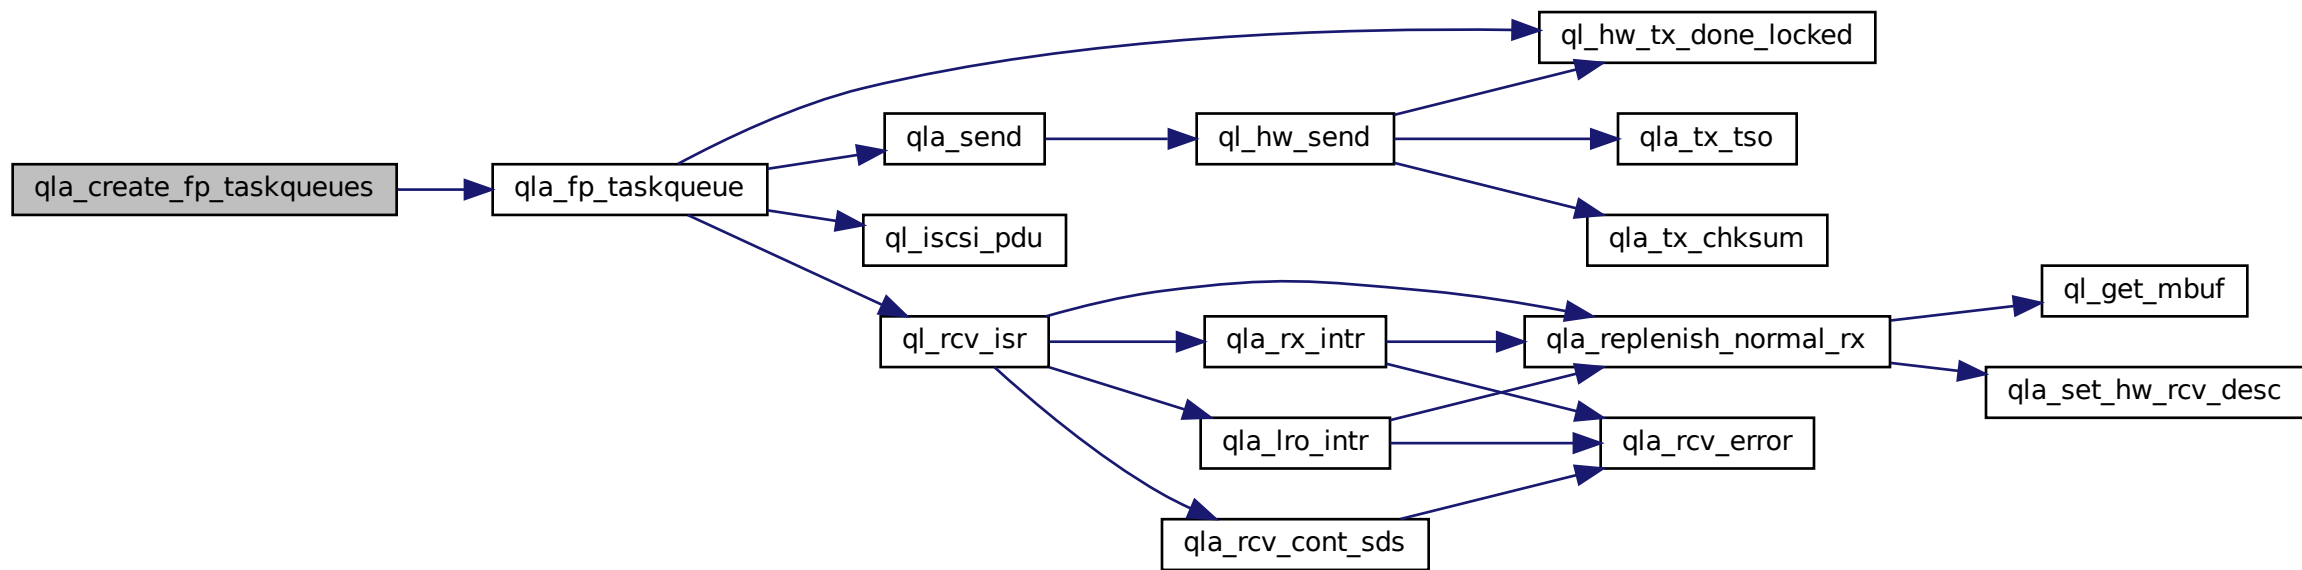 qla_create_fp_taskqueues
qla_fp_taskqueue
ql_hw_tx_done_locked
qla_send
ql_hw_send
qla_tx_tso
qla_tx_chksum
ql_iscsi_pdu
ql_rcv_isr
qla_rx_intr
qla_replenish_normal_rx
ql_get_mbuf
qla_set_hw_rcv_desc
qla_lro_intr
qla_rcv_error
qla_rcv_cont_sds